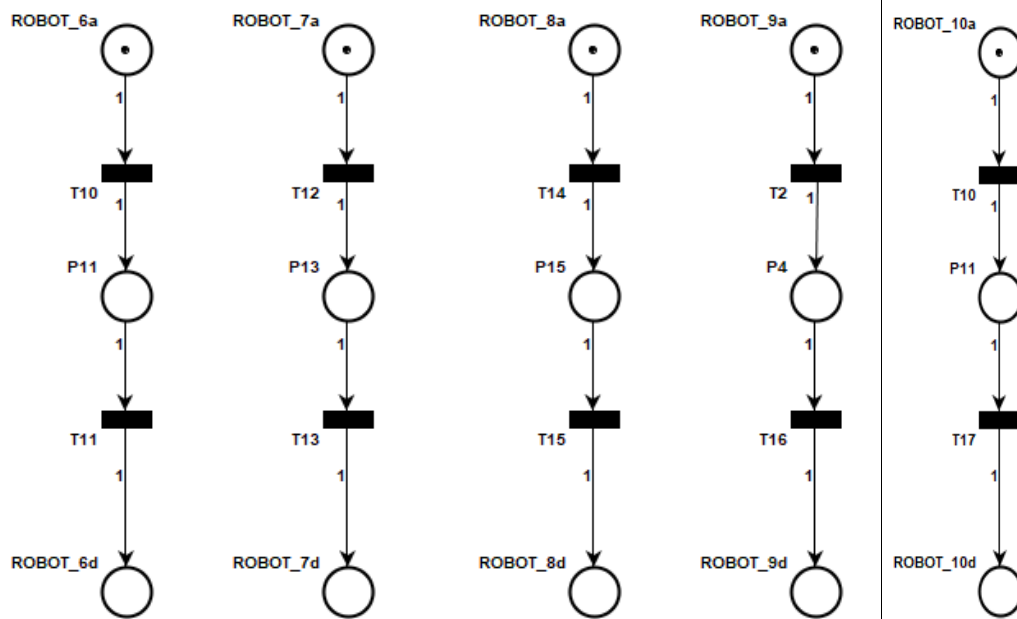 ROBOT_6a ROBOT_7a ROBOT_8a ROBOT_9a ROBOT_10a
1 1 1 1 1
T10 T12 T14 T2 T10
1 1 1 1 1
P11 P13 P15 P4 P11
1 1 1 1 1
T11 T13 T15 T16 T17
1 1 1 1 1
ROBOT_6d ROBOT_7d ROBOT_8d ROBOT_9d ROBOT_10d